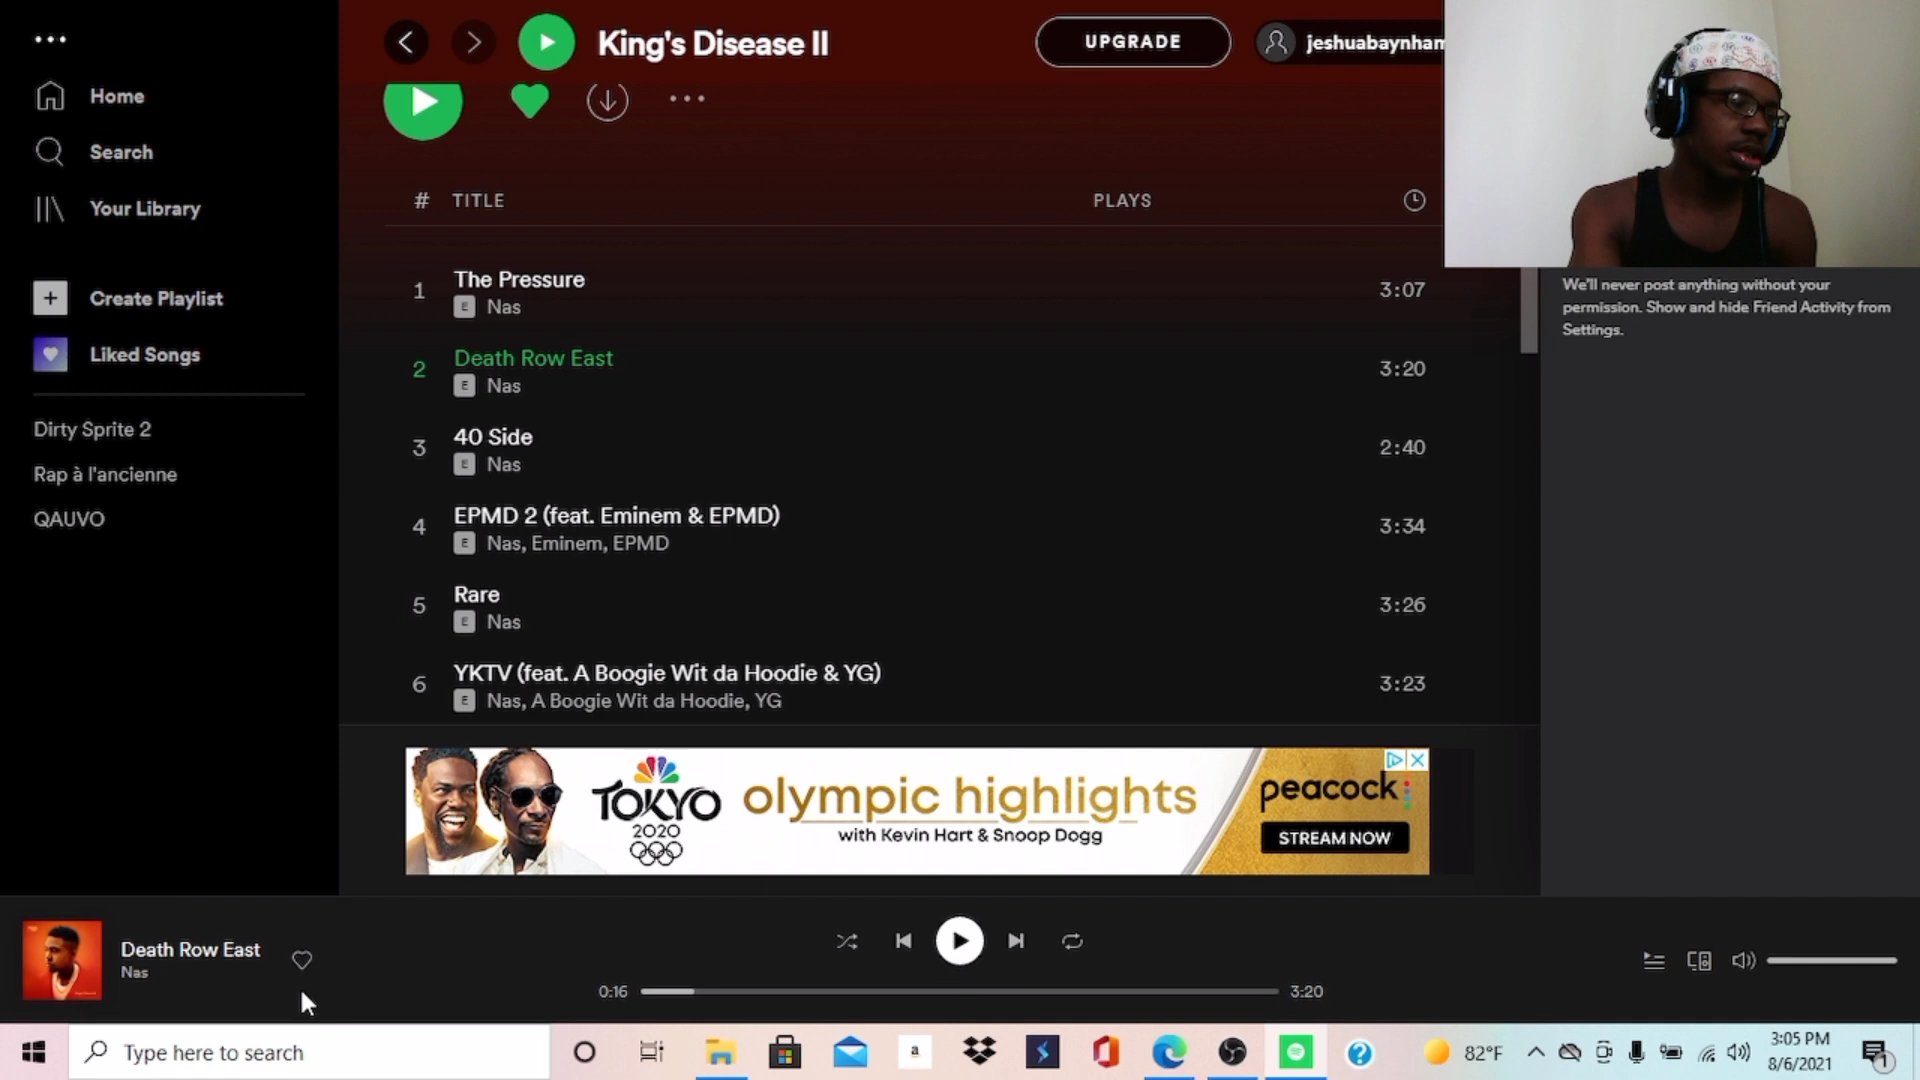 King's Disease II
UPGRADE
jeshuabaynham
Home
Search
Your Library
Create Playlist
Liked Songs
Dirty Sprite 2
Rap à l'ancienne
QAUVO
# TITLE PLAYS
1 The Pressure 3:07
E Nas
2 Death Row East 3:20
E Nas
3 40 Side 2:40
E Nas
4 EPMD 2 (feat. Eminem & EPMD) 3:34
E Nas, Eminem, EPMD
5 Rare 3:26
E Nas
6 YKTV (feat. A Boogie Wit da Hoodie & YG) 3:23
E Nas, A Boogie Wit da Hoodie, YG
We'll never post anything without your
permission. Show and hide Friend Activity from
Settings.
TOKYO
2020
olympic highlights
with Kevin Hart & Snoop Dogg
peacock
STREAM NOW
Death Row East
Nas
0:16 3:20
Type here to search
a
82°F
3:05 PM
8/6/2021
1